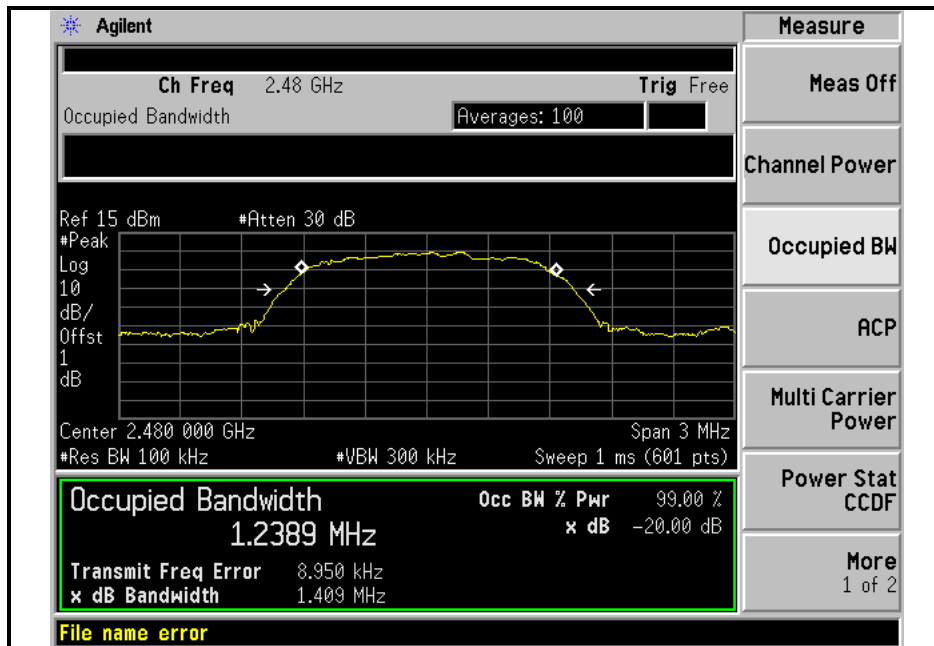 Agilent
Measure
Ch Freq 2.48 GHz Trig Free
Occupied Bandwidth Averages: 100
Meas Off
Channel Power
Occupied BW
ACP
Multi Carrier
Power
Power Stat
CCDF
More
1 of 2
Ref 15 dBm #Atten 30 dB
#Peak
Log
10
dB/
Offst
1
dB
Center 2.480 000 GHz Span 3 MHz
#Res BW 100 kHz #VBW 300 kHz Sweep 1 ms (601 pts)
Occupied Bandwidth Occ BW % Pwr 99.00 %
1.2389 MHz x dB -20.00 dB
Transmit Freq Error 8.950 kHz
x dB Bandwidth 1.409 MHz
File name error